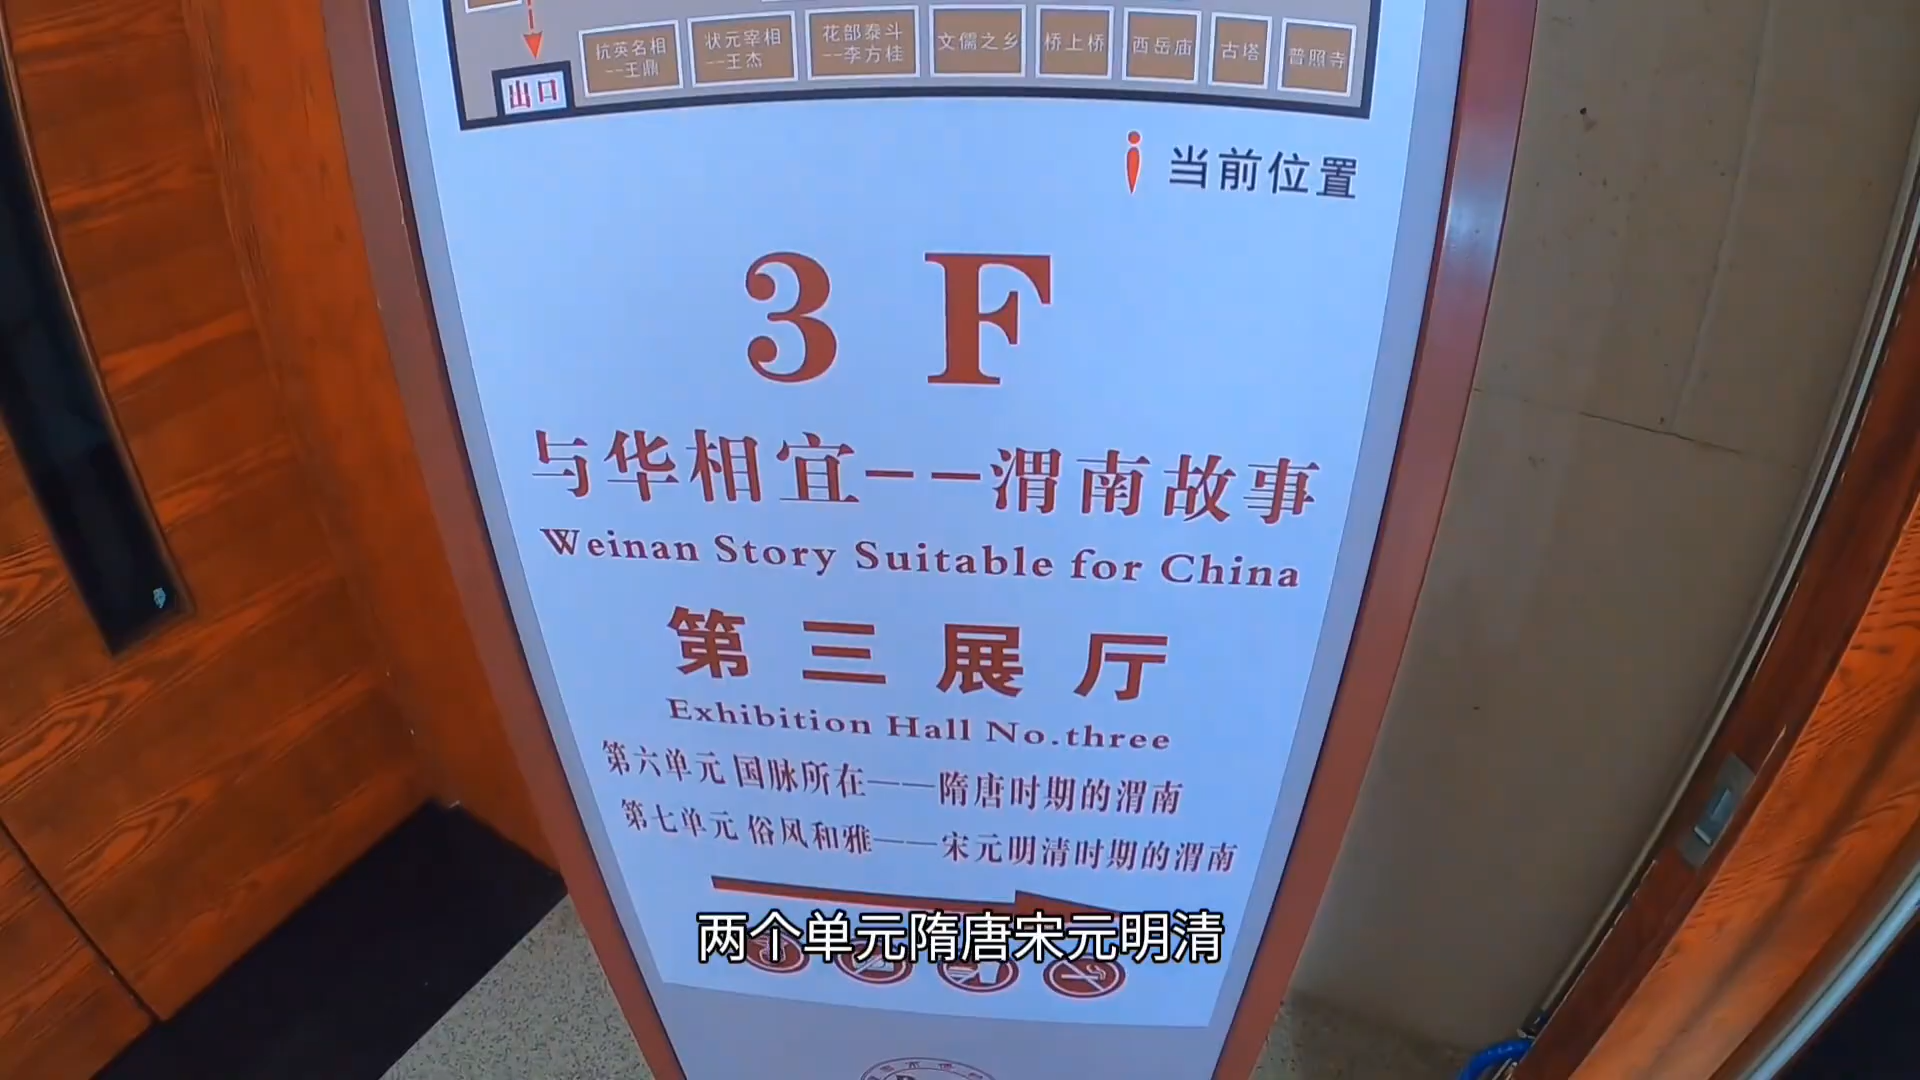 抗英名相
--王鼎
状元宰相
--王杰
花部泰斗
--李方桂
文儒之乡
桥上桥
西岳庙
古塔
普照寺
出口
当前位置
3 F
与华相宜--渭南故事
Weinan Story Suitable for China
第三展厅
Exhibition Hall No.three
第六单元 国脉所在——隋唐时期的渭南
第七单元 俗风和雅——宋元明清时期的渭南
两个单元隋唐宋元明清